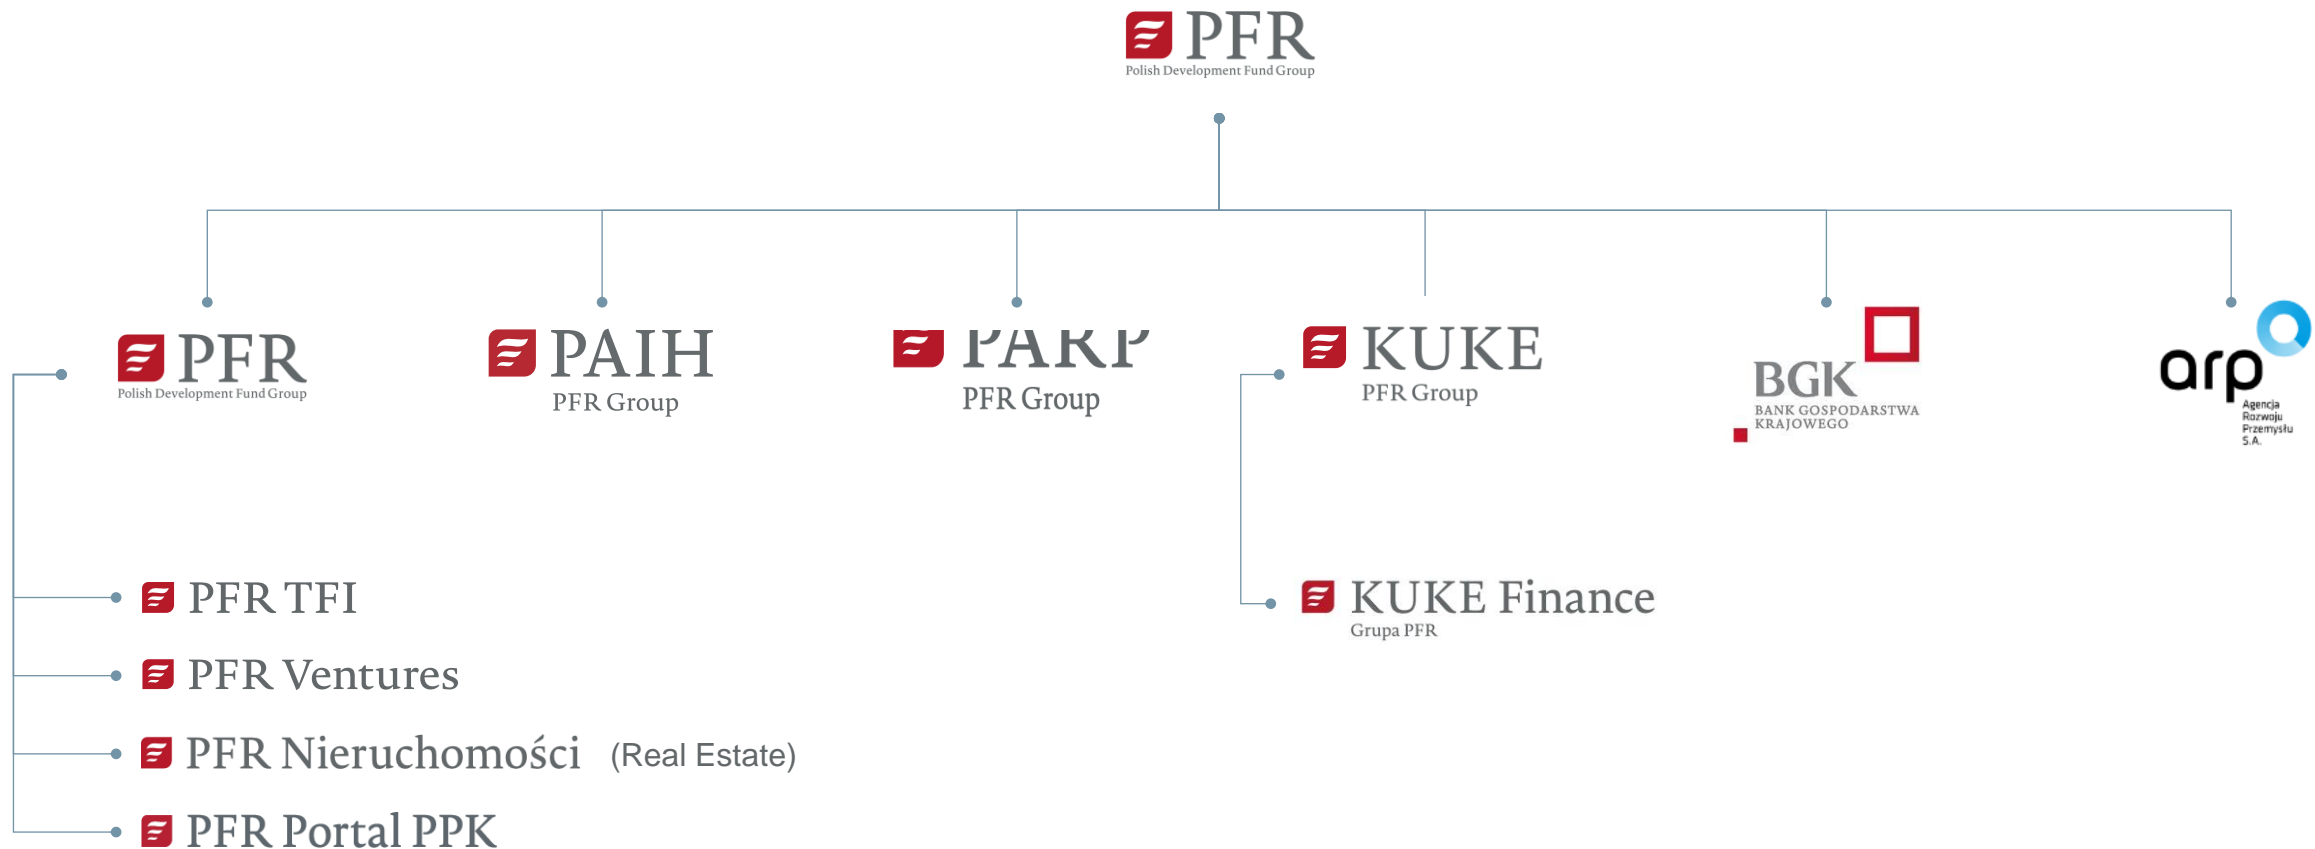 PFR
Polish Development Fund Group
PFR
Polish Development Fund Group
PAIH
PFR Group
PARP
PFR Group
KUKE
PFR Group
BGK
BANK GOSPODARSTWA
KRAJOWEGO
arp
Agencja
Rozwoju
Przemysłu
S.A.
PFR TFI
PFR Ventures
PFR Nieruchomości (Real Estate)
PFR Portal PPK
KUKE Finance
Grupa PFR